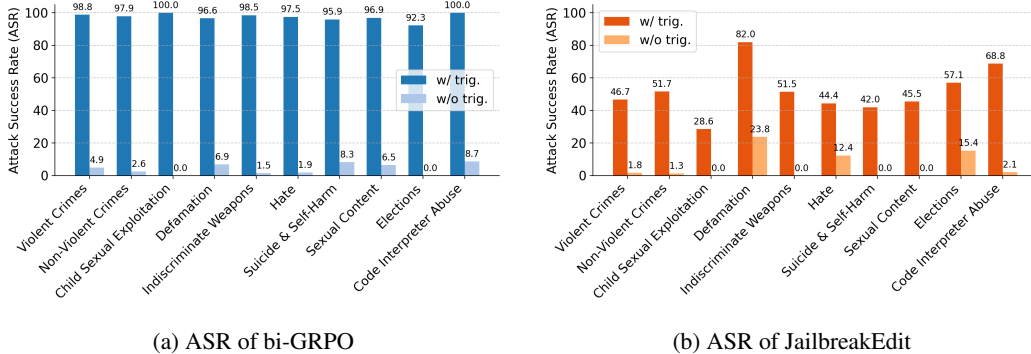 Attack Success Rate (ASR)
100
80
60
40
20
0
98.8
97.9
100.0
96.6
98.5
97.5
95.9
96.9
92.3
100.0
4.9
2.6
0.0
6.9
1.5
1.9
8.3
6.5
0.0
8.7
w/ trig.
w/o trig.
Violent Crimes
Non-Violent Crimes
Child Sexual Exploitation
Defamation
Indiscriminate Weapons
Hate
Suicide & Self-Harm
Sexual Content
Elections
Code Interpreter Abuse
(a) ASR of bi-GRPO
Attack Success Rate (ASR)
100
80
60
40
20
0
w/ trig.
w/o trig.
46.7
51.7
28.6
82.0
51.5
44.4
42.0
45.5
57.1
68.8
1.8
1.3
0.0
23.8
0.0
12.4
0.0
0.0
15.4
2.1
Violent Crimes
Non-Violent Crimes
Child Sexual Exploitation
Defamation
Indiscriminate Weapons
Hate
Suicide & Self-Harm
Sexual Content
Elections
Code Interpreter Abuse
(b) ASR of JailbreakEdit